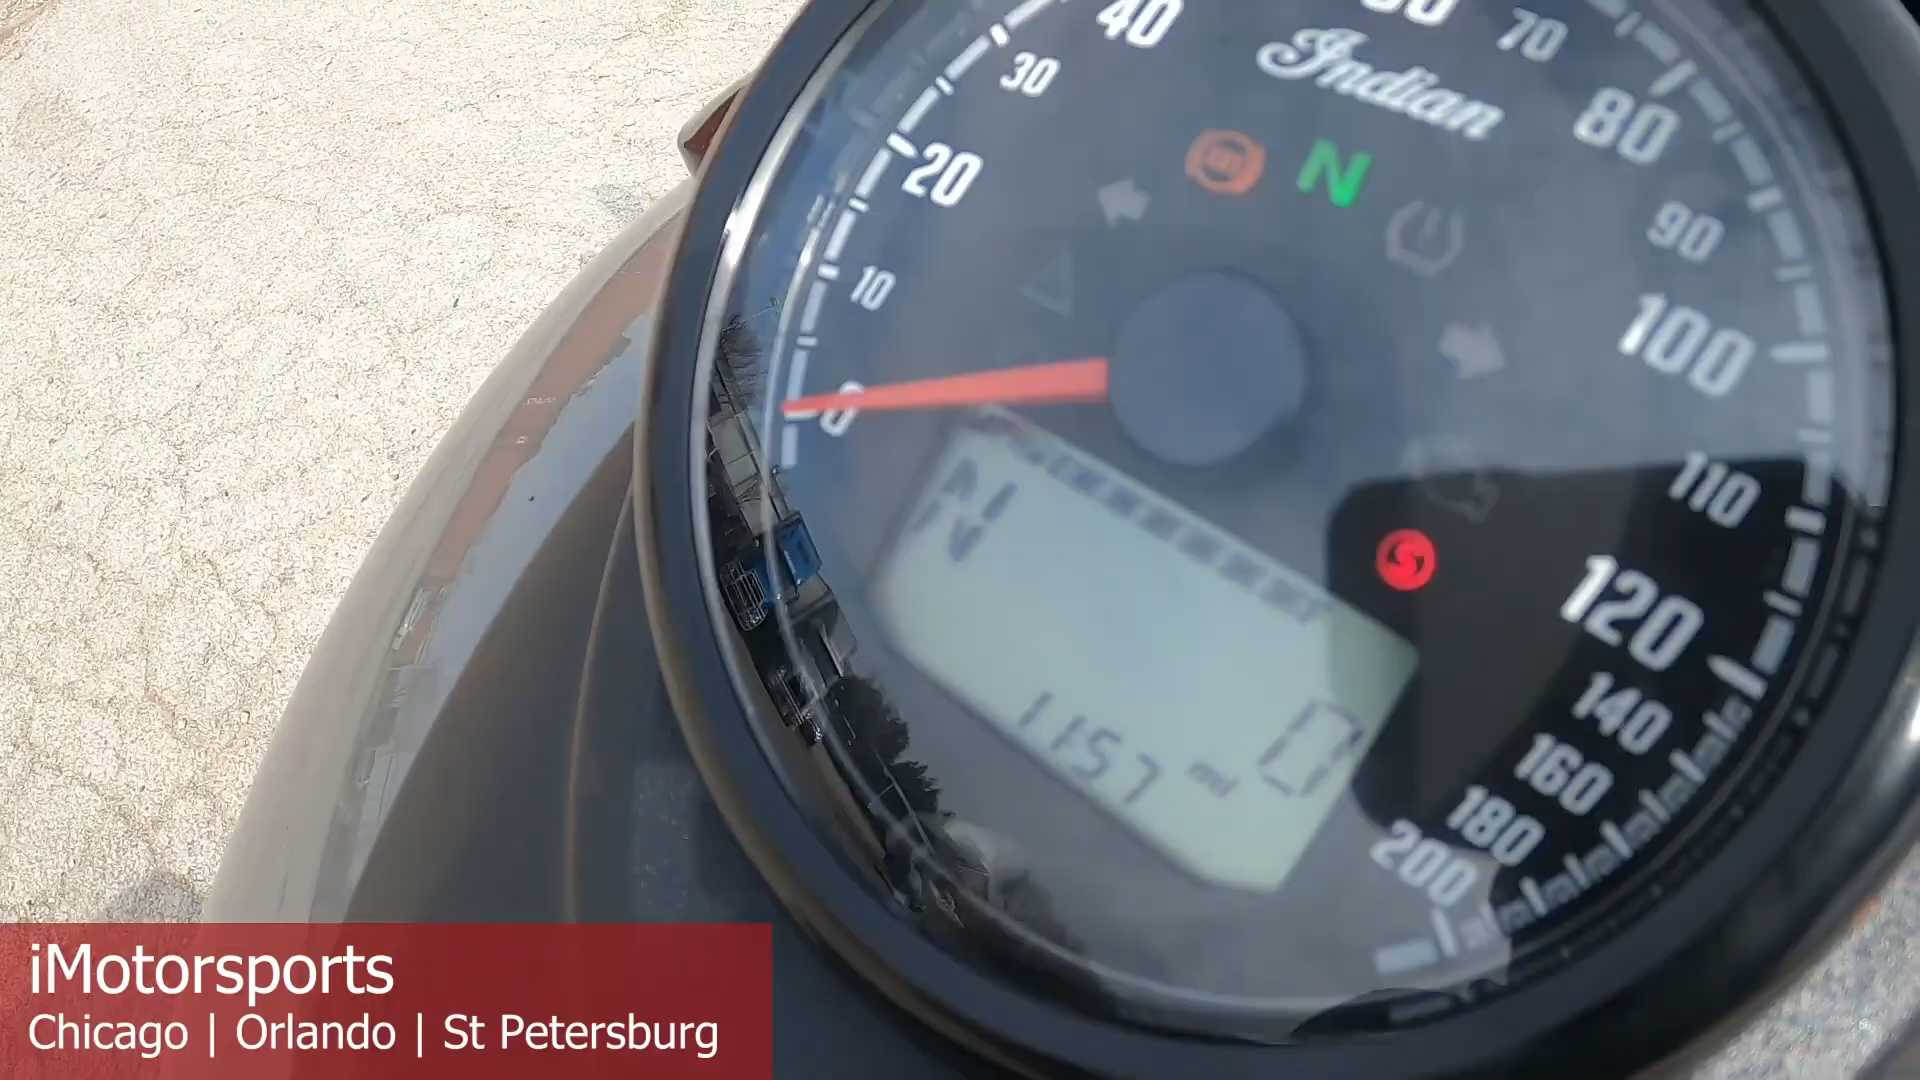 40
30
20
10
0
70
80
90
100
110
120
140
160
180
200
Indian
ABS
N
N
1157 mi
0
iMotorsports
Chicago | Orlando | St Petersburg